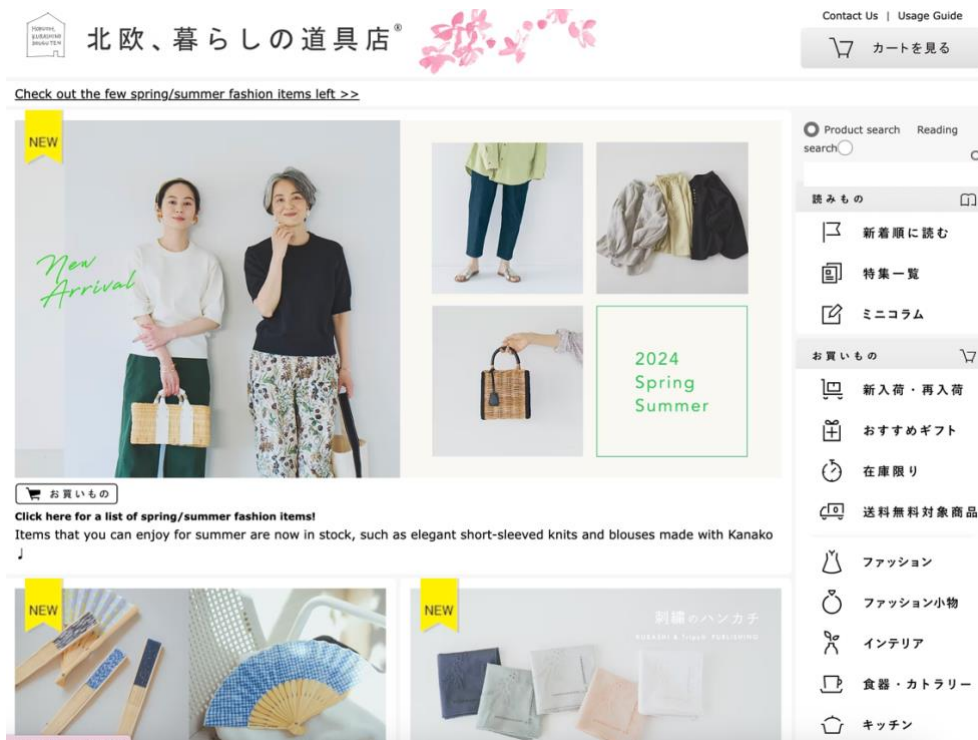 HOKUOH, KURASHINO DOUGU TEN
北欧、暮らしの道具店®
Contact Us | Usage Guide
カートを見る
Check out the few spring/summer fashion items left >>
NEW
New
Arrival
2024
Spring
Summer
お買いもの
Click here for a list of spring/summer fashion items!
Items that you can enjoy for summer are now in stock, such as elegant short-sleeved knits and blouses made with Kanako
♩
NEW
NEW
刺繍のハンカチ
Product search Reading
search
読みもの
新着順に読む
特集一覧
ミニコラム
お買いもの
新入荷・再入荷
おすすめギフト
在庫限り
送料無料対象商品
ファッション
ファッション小物
インテリア
食器・カトラリー
キッチン